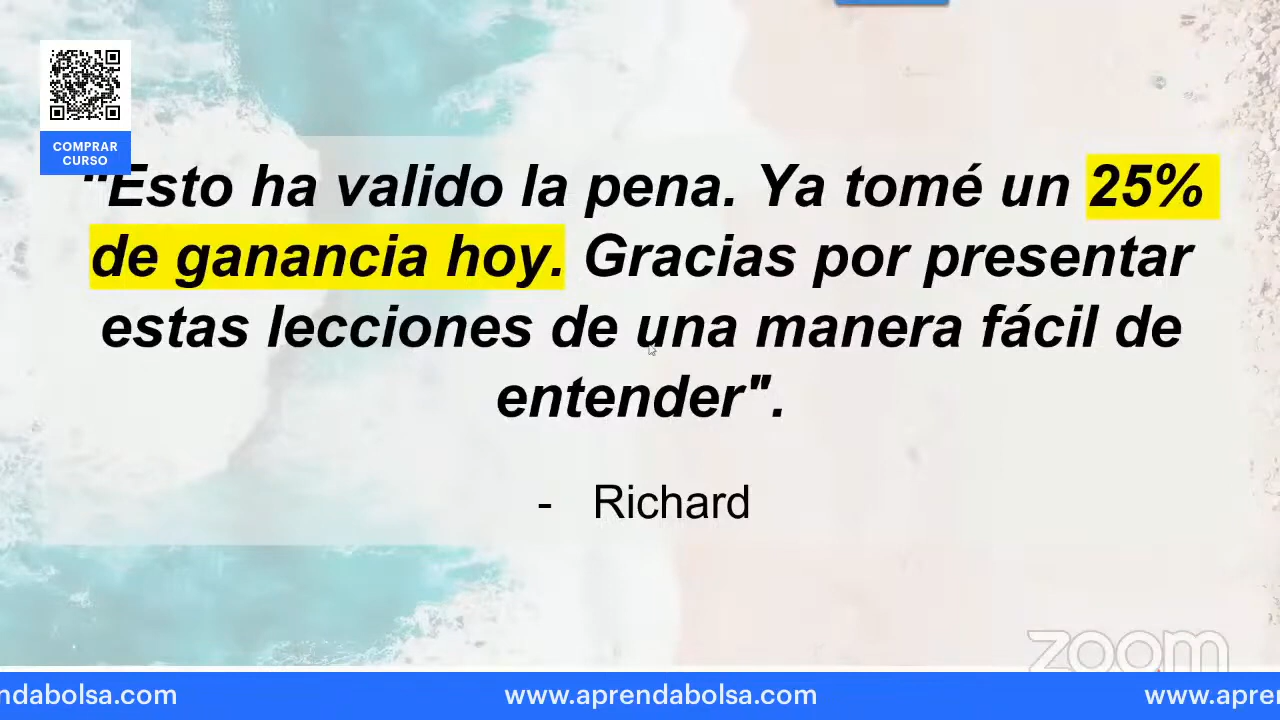 COMPRAR
CURSO
"Esto ha valido la pena. Ya tomé un 25%
de ganancia hoy. Gracias por presentar
estas lecciones de una manera fácil de
entender".
- Richard
zoom
ndabolsa.com www.aprendabolsa.com www.apren